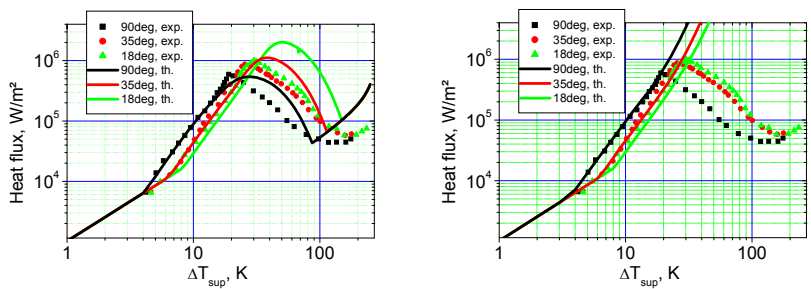 90deg, exp.
35deg, exp.
18deg, exp.
90deg, th.
35deg, th.
18deg, th.
Heat flux, W/m²
10⁶
10⁵
10⁴
1
10
100
ΔT_sup, K
90deg, exp.
35deg, exp.
18deg, exp.
90deg, th.
35deg, th.
18deg, th.
Heat flux, W/m²
10⁶
10⁵
10⁴
1
10
100
ΔT_sup, K